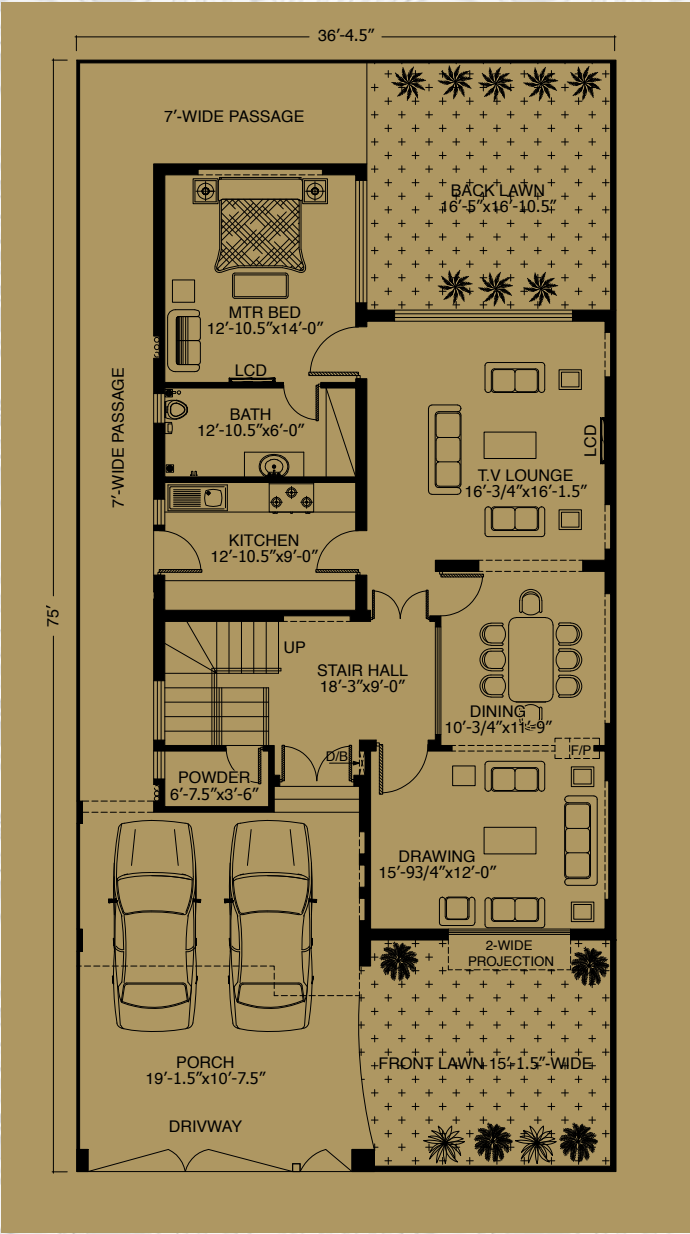 36'-4.5"
7'-WIDE PASSAGE
BACK LAWN
16'-5"x16'-10.5"
MTR BED
12'-10.5"x14'-0"
LCD
7'-WIDE PASSAGE
BATH
12'-10.5"x6'-0"
LCD
T.V LOUNGE
16'-3/4"x16'-1.5"
KITCHEN
12'-10.5"x9'-0"
75'
UP
STAIR HALL
18'-3"x9'-0"
DINING
10'-3/4"x11'-9"
D/B
F/P
POWDER
6'-7.5"x3'-6"
DRAWING
15'-93/4"x12'-0"
2-WIDE
PROJECTION
PORCH
19'-1.5"x10'-7.5"
FRONT LAWN 15'-1.5"-WIDE
DRIVWAY